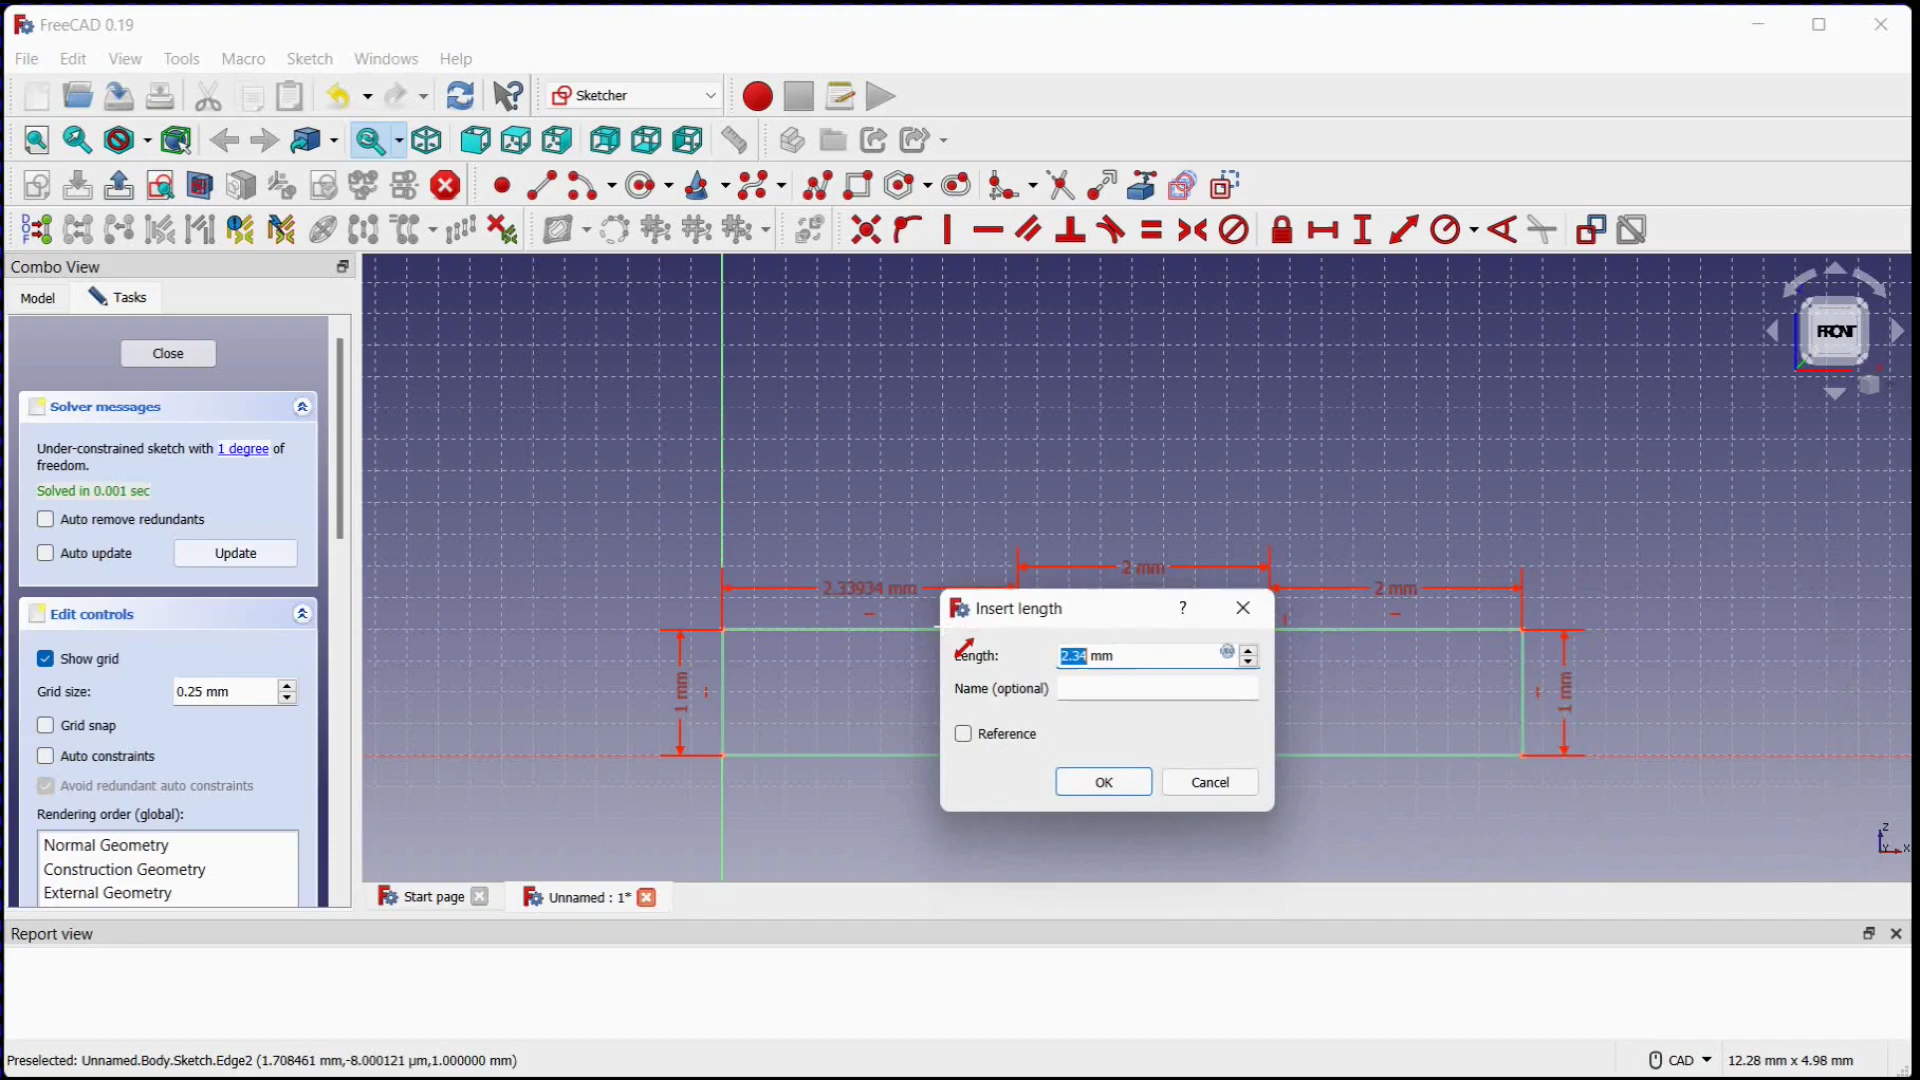 FreeCAD 0.19
File Edit View Tools Macro Sketch Windows Help
Sketcher
Combo View
Model Tasks
Close
Solver messages
Under-constrained sketch with 1 degree of
freedom.
Solved in 0.001 sec
Auto remove redundants
Auto update Update
Edit controls
Show grid
Grid size: 0.25 mm
Grid snap
Auto constraints
Avoid redundant auto constraints
Rendering order (global):
Normal Geometry
Construction Geometry
External Geometry
FRONT
2 mm
2.33934 mm
2 mm
1 mm
1 mm
Insert length
?
Length: 2.34 mm
Name (optional)
Reference
OK Cancel
Z
Y X
Start page
Unnamed : 1*
Report view
Preselected: Unnamed.Body.Sketch.Edge2 (1.708461 mm,-8.000121 µm,1.000000 mm)
CAD
12.28 mm x 4.98 mm